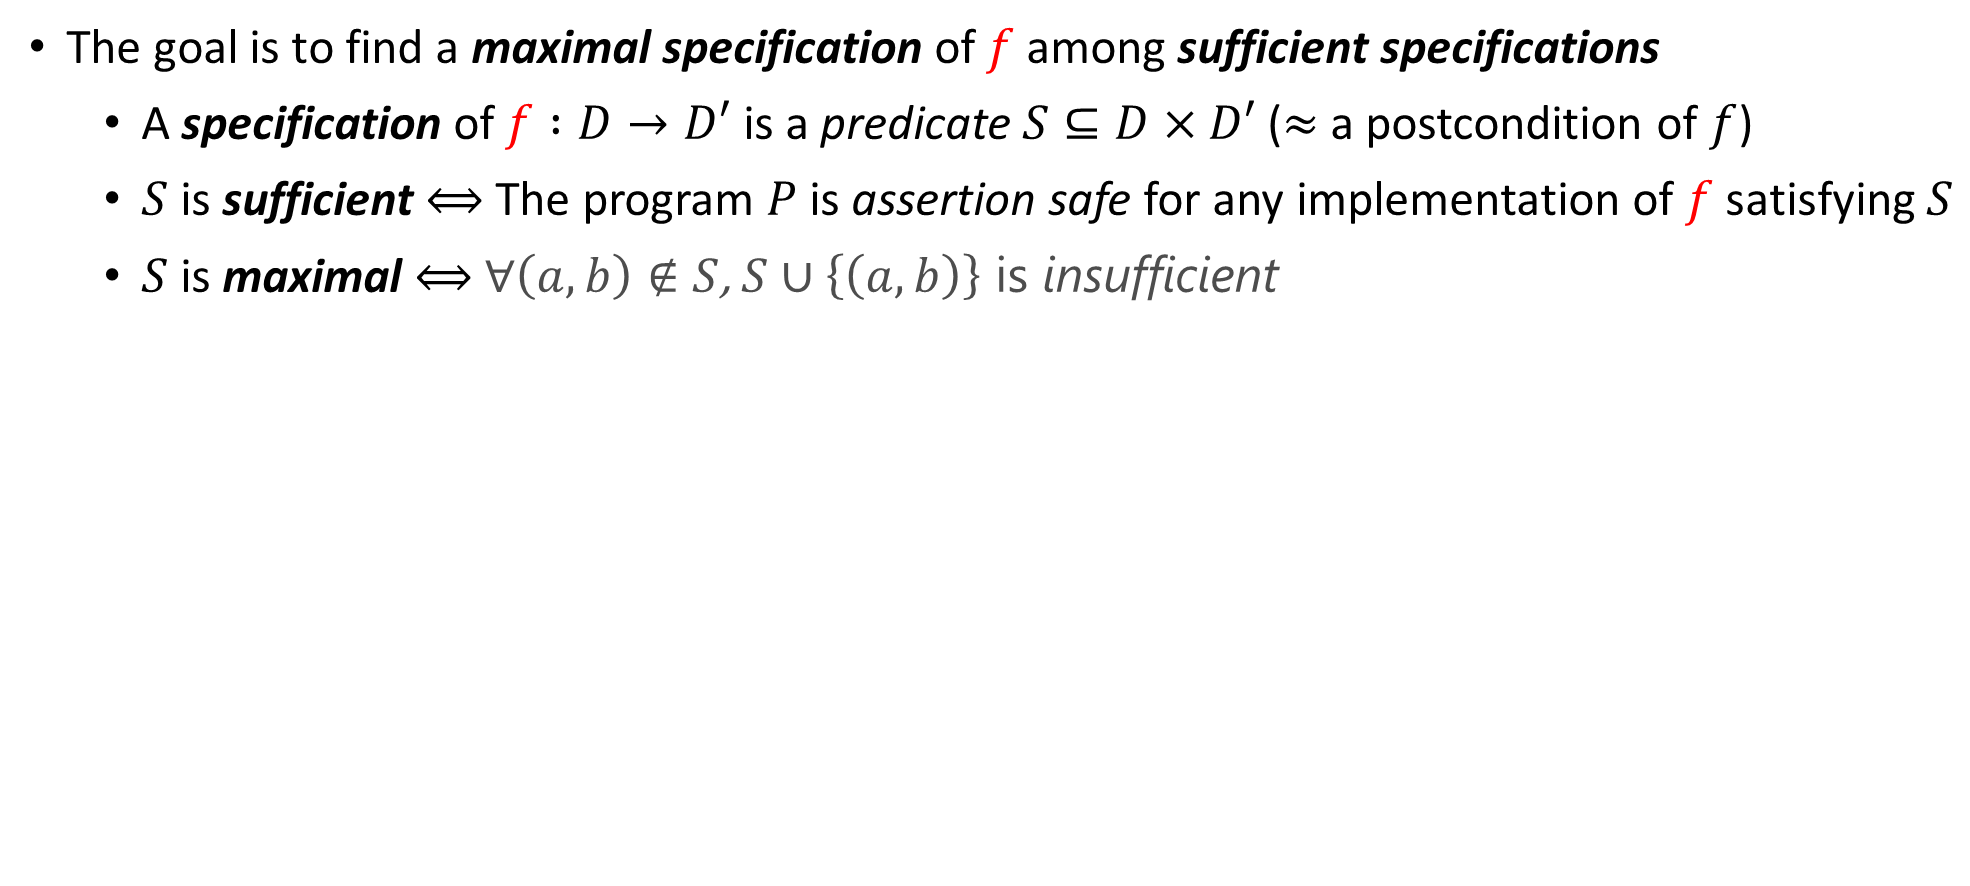 • The goal is to find a maximal specification of f among sufficient specifications
• A specification of f : D → D′ is a predicate S ⊆ D × D′ (≈ a postcondition of f)
• S is sufficient ⟺ The program P is assertion safe for any implementation of f satisfying S
• S is maximal ⟺ ∀(a, b) ∉ S, S ∪ {(a, b)} is insufficient